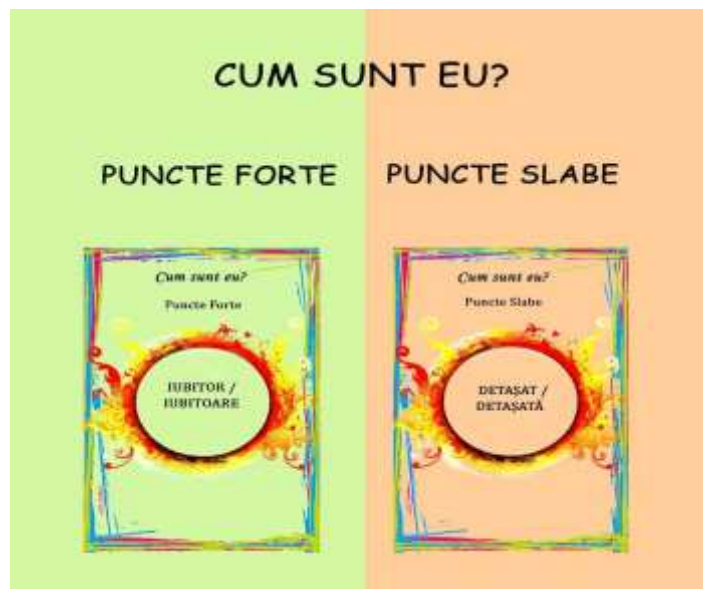 CUM SUNT EU?
PUNCTE FORTE
PUNCTE SLABE
Cum sunt eu?
Puncte Forte
IUBITOR /
IUBITOARE
Cum sunt eu?
Puncte Slabe
DETAȘAT /
DETAȘATĂ